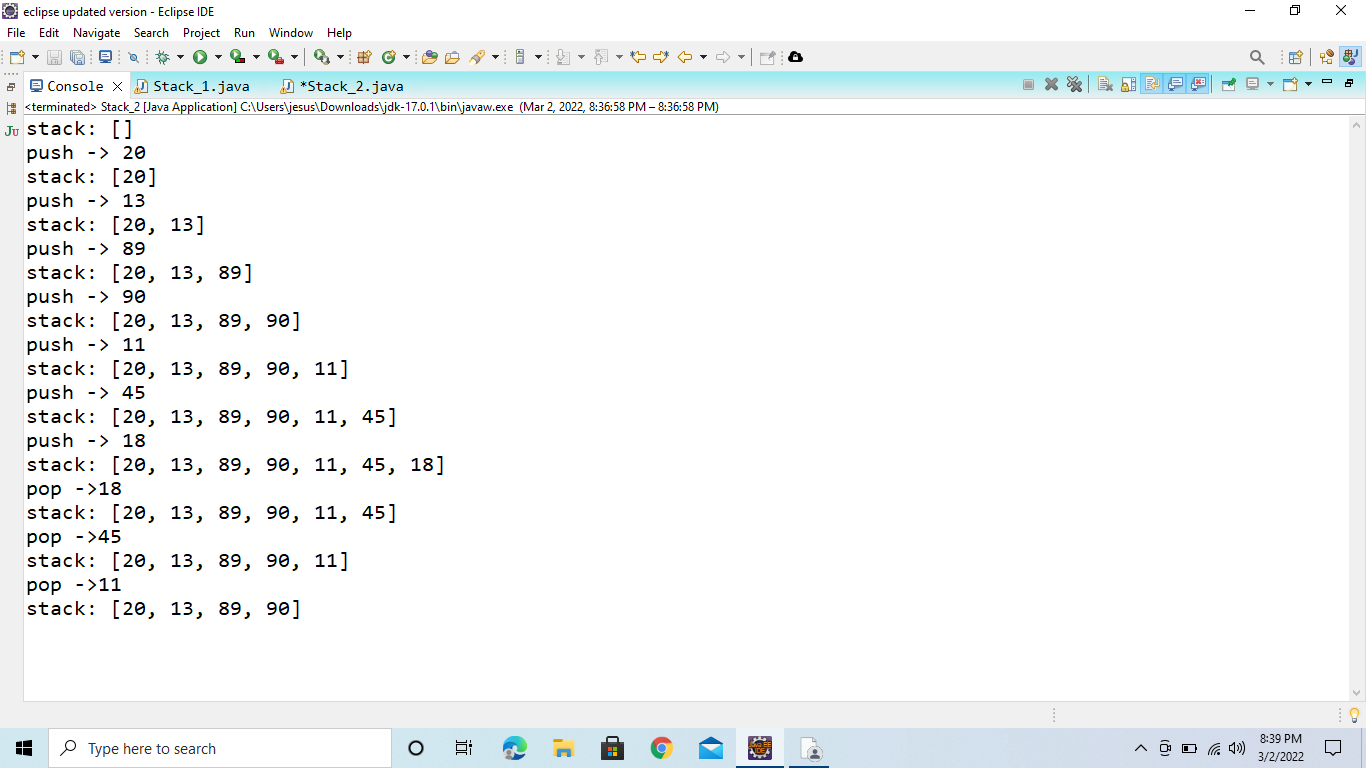 eclipse updated version - Eclipse IDE
File Edit Navigate Search Project Run Window Help
Console Stack_1.java *Stack_2.java
<terminated> Stack_2 [Java Application] C:\Users\jesus\Downloads\jdk-17.0.1\bin\javaw.exe (Mar 2, 2022, 8:36:58 PM – 8:36:58 PM)
Ju
stack: []
push -> 20
stack: [20]
push -> 13
stack: [20, 13]
push -> 89
stack: [20, 13, 89]
push -> 90
stack: [20, 13, 89, 90]
push -> 11
stack: [20, 13, 89, 90, 11]
push -> 45
stack: [20, 13, 89, 90, 11, 45]
push -> 18
stack: [20, 13, 89, 90, 11, 45, 18]
pop ->18
stack: [20, 13, 89, 90, 11, 45]
pop ->45
stack: [20, 13, 89, 90, 11]
pop ->11
stack: [20, 13, 89, 90]
Type here to search
Java EE
IDE
8:39 PM
3/2/2022